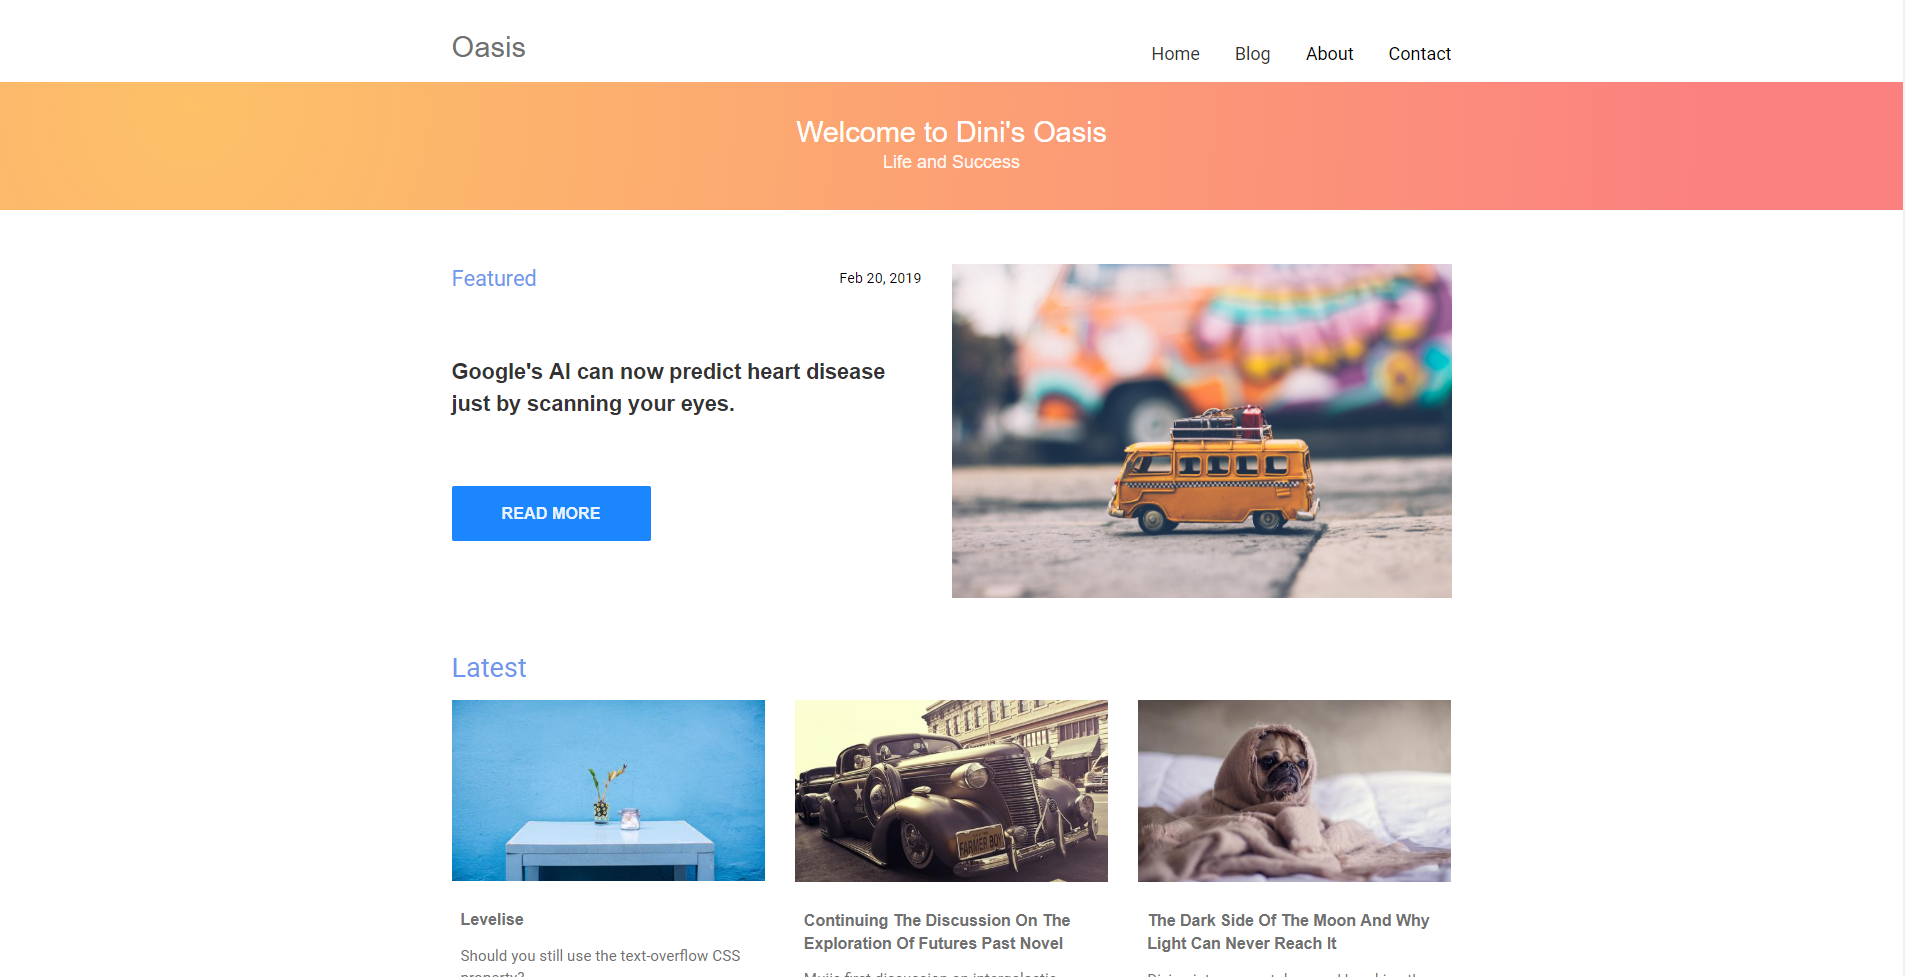 Oasis
Home Blog About Contact
Welcome to Dini's Oasis
Life and Success
Featured
Feb 20, 2019
Google's AI can now predict heart disease
just by scanning your eyes.
READ MORE
Latest
FARMER BOY
Levelise
Should you still use the text-overflow CSS
property?
Continuing The Discussion On The
Exploration Of Futures Past Novel
The Dark Side Of The Moon And Why
Light Can Never Reach It